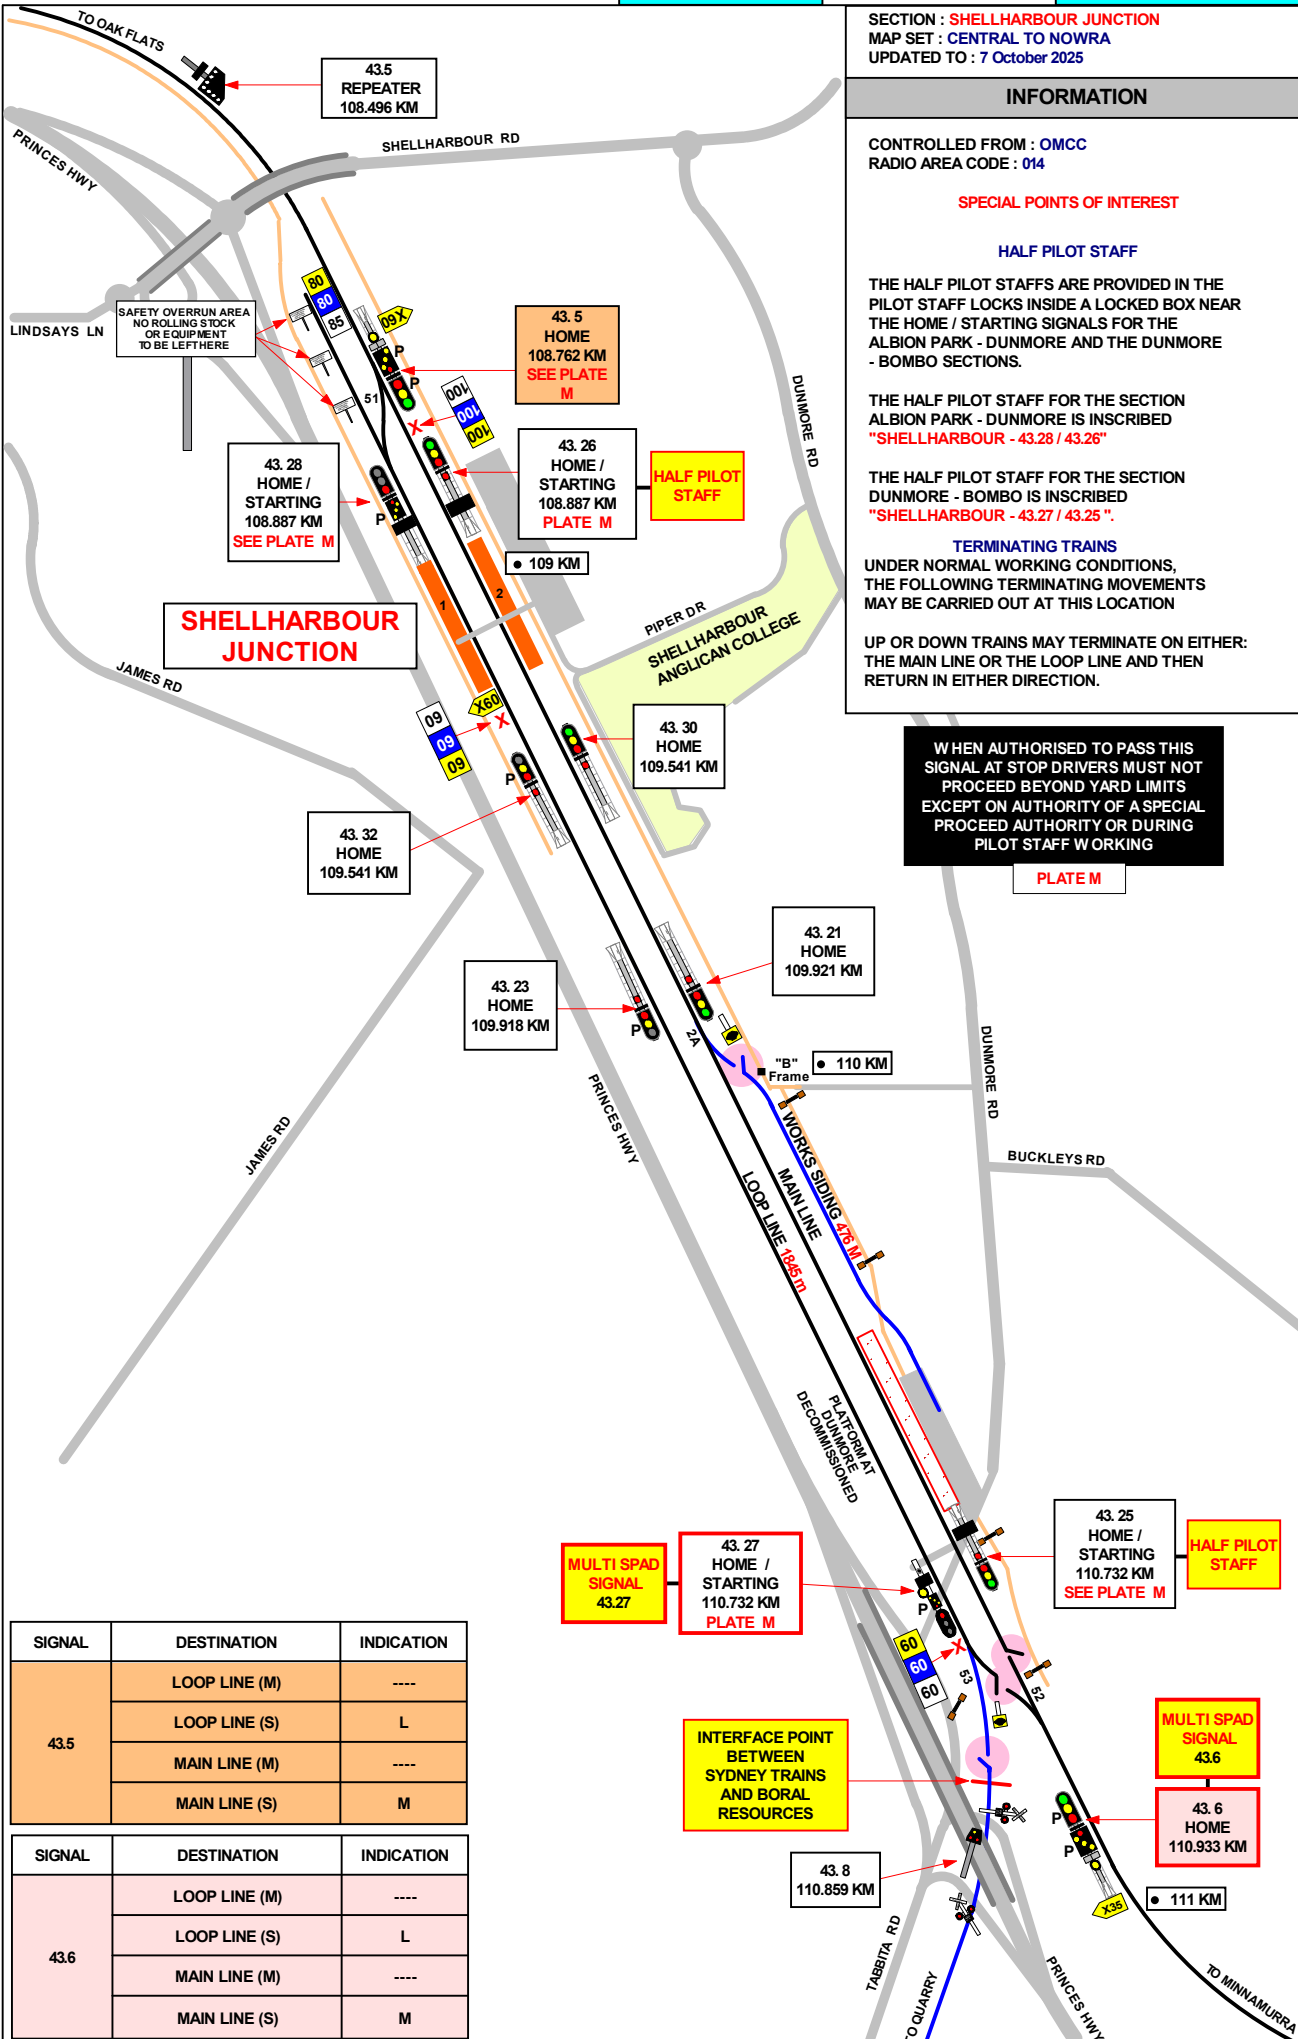 SECTION : SHELLHARBOUR JUNCTION
MAP SET : CENTRAL TO NOWRA
UPDATED TO : 7 October 2025
INFORMATION
CONTROLLED FROM : OMCC
RADIO AREA CODE : 014
SPECIAL POINTS OF INTEREST
HALF PILOT STAFF
THE HALF PILOT STAFFS ARE PROVIDED IN THE
PILOT STAFF LOCKS INSIDE A LOCKED BOX NEAR
THE HOME / STARTING SIGNALS FOR THE
ALBION PARK - DUNMORE AND THE DUNMORE
- BOMBO SECTIONS.
THE HALF PILOT STAFF FOR THE SECTION
ALBION PARK - DUNMORE IS INSCRIBED
"SHELLHARBOUR - 43.28 / 43.26"
THE HALF PILOT STAFF FOR THE SECTION
DUNMORE - BOMBO IS INSCRIBED
"SHELLHARBOUR - 43.27 / 43.25 ".
TERMINATING TRAINS
UNDER NORMAL WORKING CONDITIONS,
THE FOLLOWING TERMINATING MOVEMENTS
MAY BE CARRIED OUT AT THIS LOCATION
UP OR DOWN TRAINS MAY TERMINATE ON EITHER:
THE MAIN LINE OR THE LOOP LINE AND THEN
RETURN IN EITHER DIRECTION.
WHEN AUTHORISED TO PASS THIS
SIGNAL AT STOP DRIVERS MUST NOT
PROCEED BEYOND YARD LIMITS
EXCEPT ON AUTHORITY OF A SPECIAL
PROCEED AUTHORITY OR DURING
PILOT STAFF WORKING
PLATE M
TO OAK FLATS
43.5
REPEATER
108.496 KM
PRINCES HWY
SHELLHARBOUR RD
LINDSAYS LN
SAFETY OVERRUN AREA
NO ROLLING STOCK
OR EQUIPMENT
TO BE LEFT HERE
80
80
85
X60
P
P
51
X
100
100
100
43. 5
HOME
108.762 KM
SEE PLATE
M
DUNMORE RD
43. 28
HOME /
STARTING
108.887 KM
SEE PLATE M
P
43. 26
HOME /
STARTING
108.887 KM
PLATE M
HALF PILOT
STAFF
109 KM
1
2
SHELLHARBOUR
JUNCTION
PIPER DR
SHELLHARBOUR
ANGLICAN COLLEGE
JAMES RD
X60
X
60
60
60
P
43. 30
HOME
109.541 KM
43. 32
HOME
109.541 KM
43. 21
HOME
109.921 KM
43. 23
HOME
109.918 KM
P
2A
"B"
Frame
110 KM
DUNMORE RD
PRINCES HWY
JAMES RD
BUCKLEYS RD
WORKS SIDING 476 M
MAIN LINE
LOOP LINE 1845 m
PLATFORM AT
DUNMORE
DECOMMISSIONED
MULTI SPAD
SIGNAL
43.27
43. 27
HOME /
STARTING
110.732 KM
PLATE M
P
43. 25
HOME /
STARTING
110.732 KM
SEE PLATE M
HALF PILOT
STAFF
60
60
60
X
53
52
INTERFACE POINT
BETWEEN
SYDNEY TRAINS
AND BORAL
RESOURCES
MULTI SPAD
SIGNAL
43.6
43. 6
HOME
110.933 KM
P
P
X35
111 KM
43. 8
110.859 KM
TABBITA RD
TO QUARRY
PRINCES HWY
TO MINNAMURRA
SIGNAL DESTINATION INDICATION
43.5
LOOP LINE (M) ----
LOOP LINE (S) L
MAIN LINE (M) ----
MAIN LINE (S) M
SIGNAL DESTINATION INDICATION
43.6
LOOP LINE (M) ----
LOOP LINE (S) L
MAIN LINE (M) ----
MAIN LINE (S) M